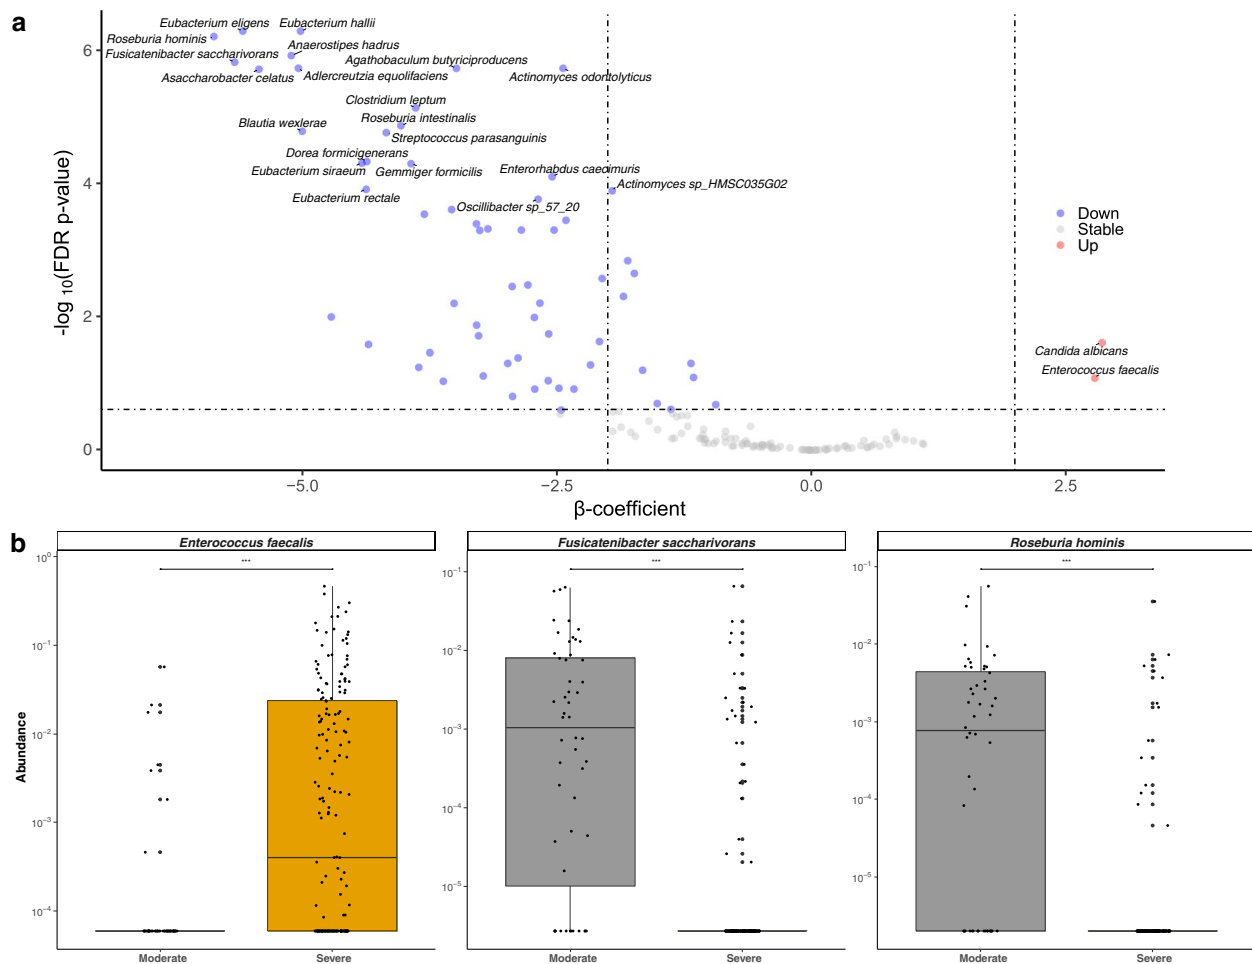 a
Eubacterium eligens
Eubacterium hallii
Roseburia hominis
Anaerostipes hadrus
Fusicatenibacter saccharivorans
Agathobaculum butyriciproducens
Asaccharobacter celatus
Adlercreutzia equolifaciens
Actinomyces odontolyticus
Clostridium leptum
Roseburia intestinalis
Blautia wexlerae
Streptococcus parasanguinis
Dorea formicigenerans
Eubacterium siraeum
Gemmiger formicilis
Enterorhabdus caecimuris
Actinomyces sp_HMSC035G02
Eubacterium rectale
Oscillibacter sp_57_20
Candida albicans
Enterococcus faecalis
Down
Stable
Up
6
4
2
0
-log 10(FDR p-value)
−5.0
−2.5
0.0
2.5
β-coefficient
b
Enterococcus faecalis
Fusicatenibacter saccharivorans
Roseburia hominis
***
***
***
Abundance
10⁰
10⁻¹
10⁻²
10⁻³
10⁻⁴
10⁻¹
10⁻²
10⁻³
10⁻⁴
10⁻⁵
10⁻¹
10⁻²
10⁻³
10⁻⁴
10⁻⁵
Moderate
Severe
Moderate
Severe
Moderate
Severe